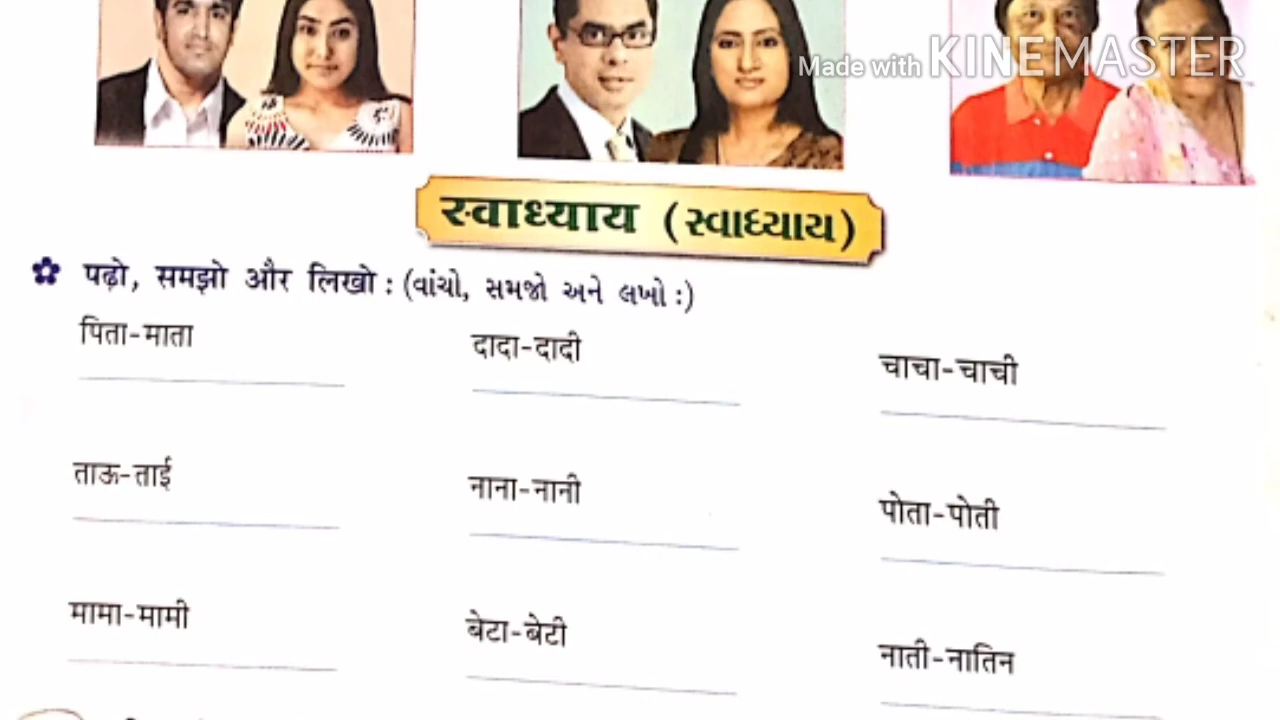 Made with KINEMASTER
स्वाध्याय (સ્વાધ્યાય)
पढ़ो, समझो और लिखो : (વાંચો, સમજો અને લખો :)
पिता-माता दादा-दादी चाचा-चाची
ताऊ-ताई नाना-नानी पोता-पोती
मामा-मामी बेटा-बेटी नाती-नातिन